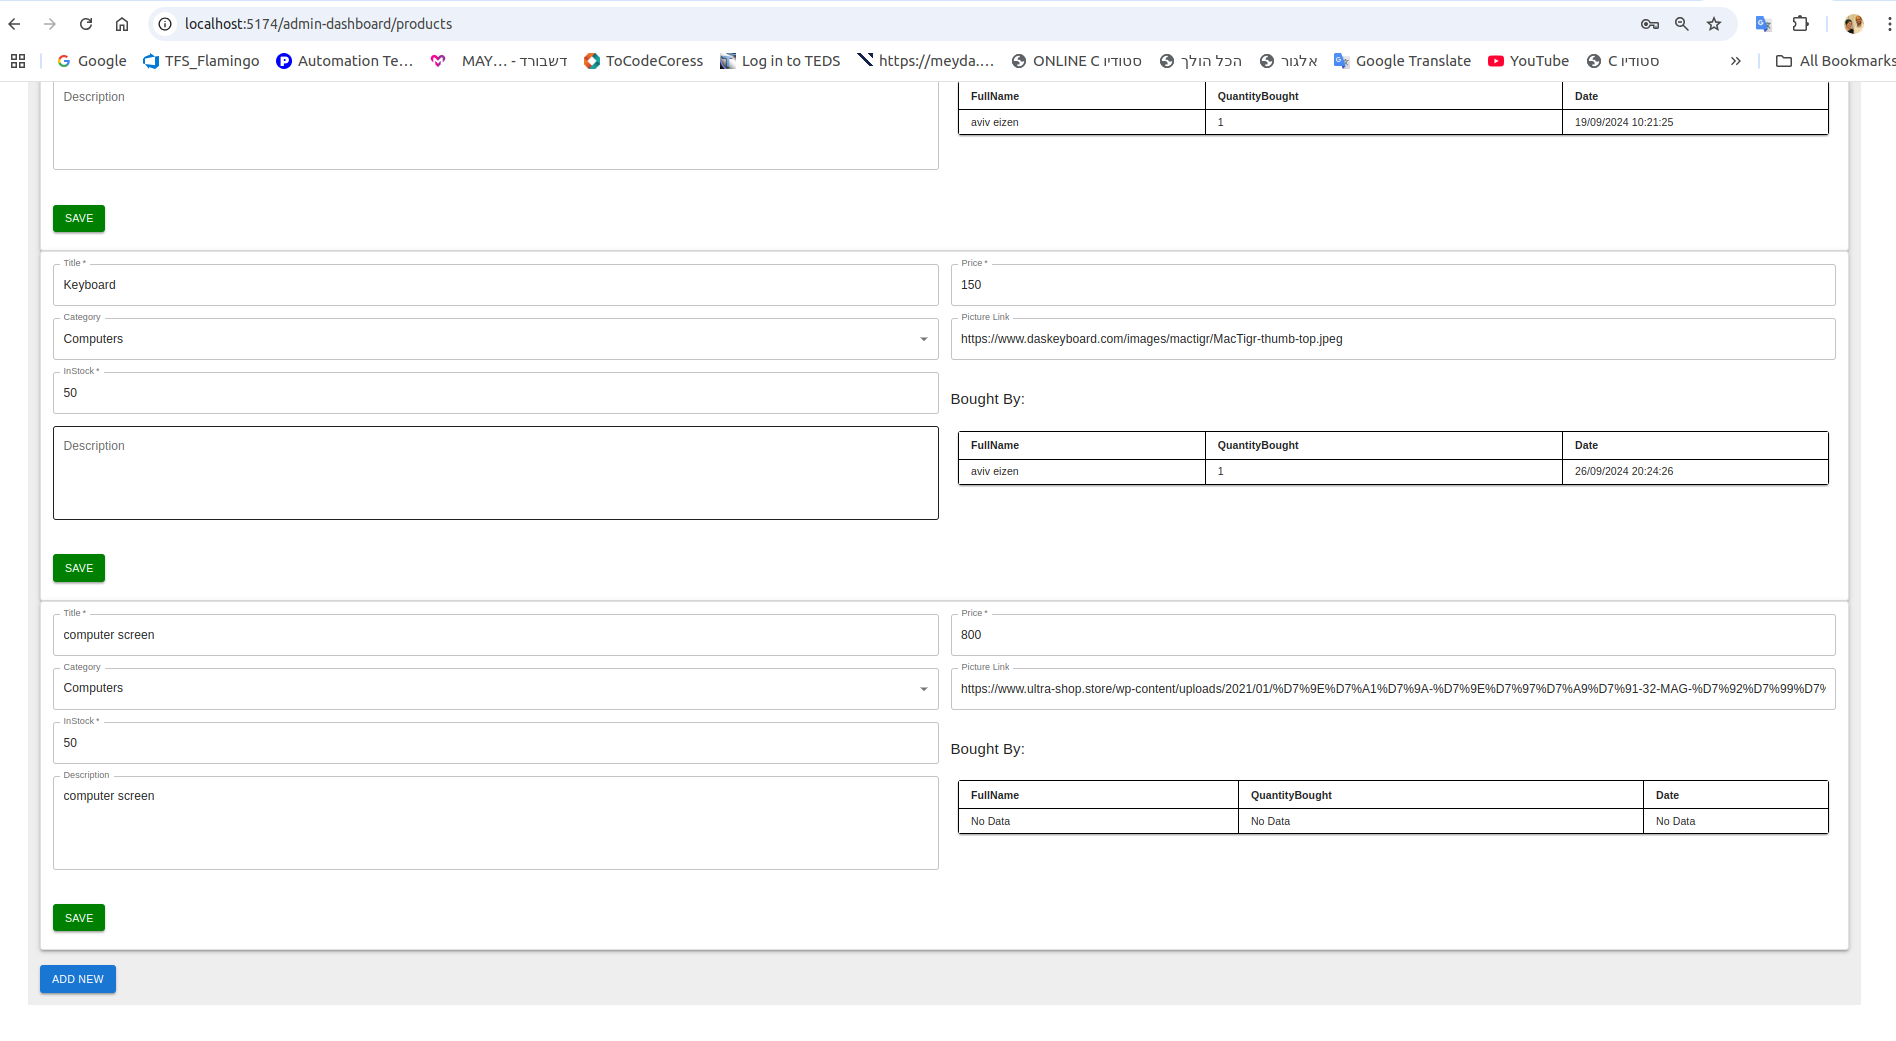 localhost:5174/admin-dashboard/products
Google TFS_Flamingo Automation Te... MAY... - דשבורד ToCodeCoress Log in to TEDS https://meyda.... ONLINE C סטודיו הכל הולך אלגור Google Translate YouTube C סטודיו » All Bookmarks
Description
FullName QuantityBought Date
aviv eizen 1 19/09/2024 10:21:25
SAVE
Title *
Keyboard
Price *
150
Category
Computers
Picture Link
https://www.daskeyboard.com/images/mactigr/MacTigr-thumb-top.jpeg
InStock *
50
Bought By:
Description
FullName QuantityBought Date
aviv eizen 1 26/09/2024 20:24:26
SAVE
Title *
computer screen
Price *
800
Category
Computers
Picture Link
https://www.ultra-shop.store/wp-content/uploads/2021/01/%D7%9E%D7%A1%D7%9A-%D7%9E%D7%97%D7%A9%D7%91-32-MAG-%D7%92%D7%99%D7%
InStock *
50
Bought By:
Description
computer screen
FullName QuantityBought Date
No Data No Data No Data
SAVE
ADD NEW